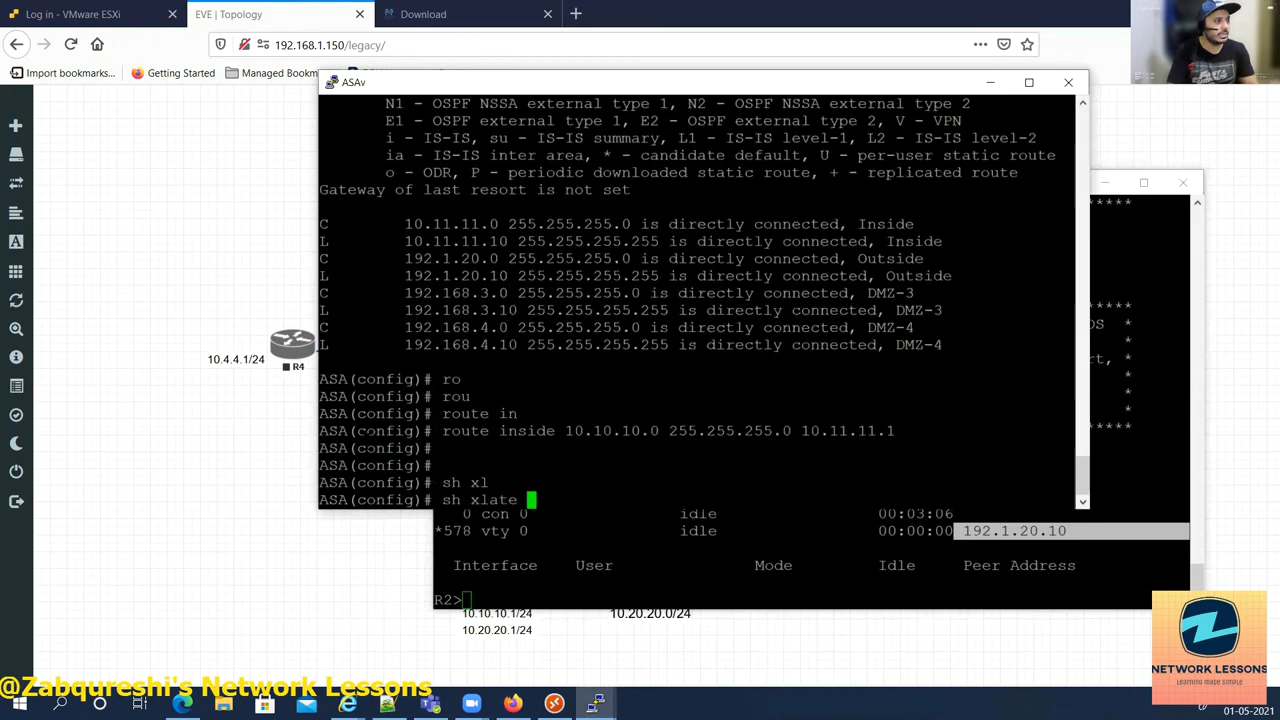 Log in - VMware ESXi
EVE | Topology
Download
192.168.1.150/legacy/
Import bookmarks...
Getting Started
Managed Bookm
ASAv
N1 - OSPF NSSA external type 1, N2 - OSPF NSSA external type 2
E1 - OSPF external type 1, E2 - OSPF external type 2, V - VPN
i - IS-IS, su - IS-IS summary, L1 - IS-IS level-1, L2 - IS-IS level-2
ia - IS-IS inter area, * - candidate default, U - per-user static route
o - ODR, P - periodic downloaded static route, + - replicated route
Gateway of last resort is not set
C 10.11.11.0 255.255.255.0 is directly connected, Inside
L 10.11.11.10 255.255.255.255 is directly connected, Inside
C 192.1.20.0 255.255.255.0 is directly connected, Outside
L 192.1.20.10 255.255.255.255 is directly connected, Outside
C 192.168.3.0 255.255.255.0 is directly connected, DMZ-3
L 192.168.3.10 255.255.255.255 is directly connected, DMZ-3
C 192.168.4.0 255.255.255.0 is directly connected, DMZ-4
L 192.168.4.10 255.255.255.255 is directly connected, DMZ-4
ASA(config)# ro
ASA(config)# rou
ASA(config)# route in
ASA(config)# route inside 10.10.10.0 255.255.255.0 10.11.11.1
ASA(config)#
ASA(config)#
ASA(config)# sh xl
ASA(config)# sh xlate
*****
*****
OS *
*
rt, *
*
*
*
*****
10.4.4.1/24
R4
0 con 0 idle 00:03:06
*578 vty 0 idle 00:00:00 192.1.20.10
Interface User Mode Idle Peer Address
R2>
10.10.10.1/24
10.20.20.0/24
10.20.20.1/24
NETWORK LESSONS
LEARNING MADE SIMPLE
@Zabqureshi's Network Lessons
01-05-2021